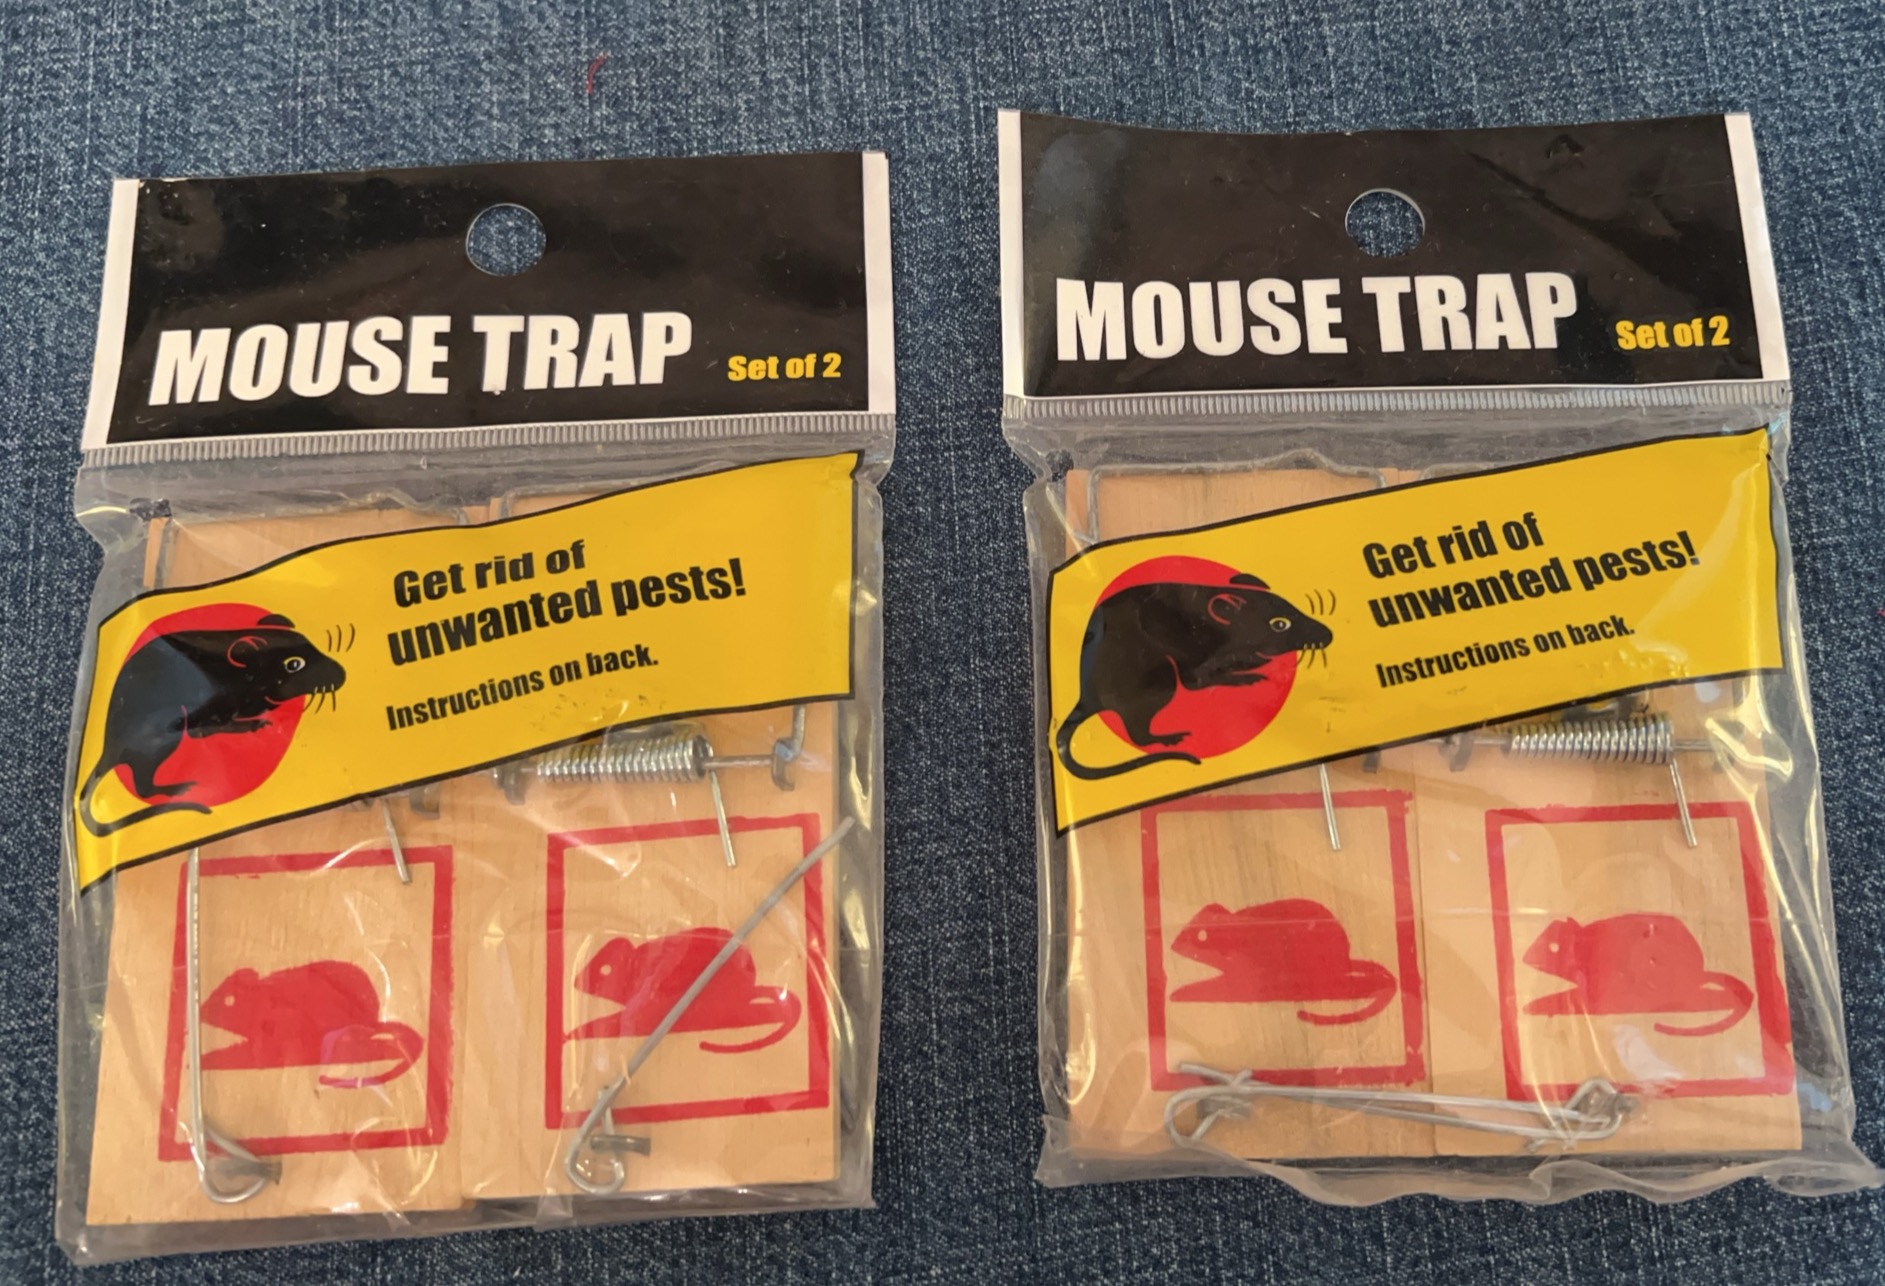 MOUSE TRAP Set of 2
Get rid of
unwanted pests!
Instructions on back.
MOUSE TRAP Set of 2
Get rid of
unwanted pests!
Instructions on back.